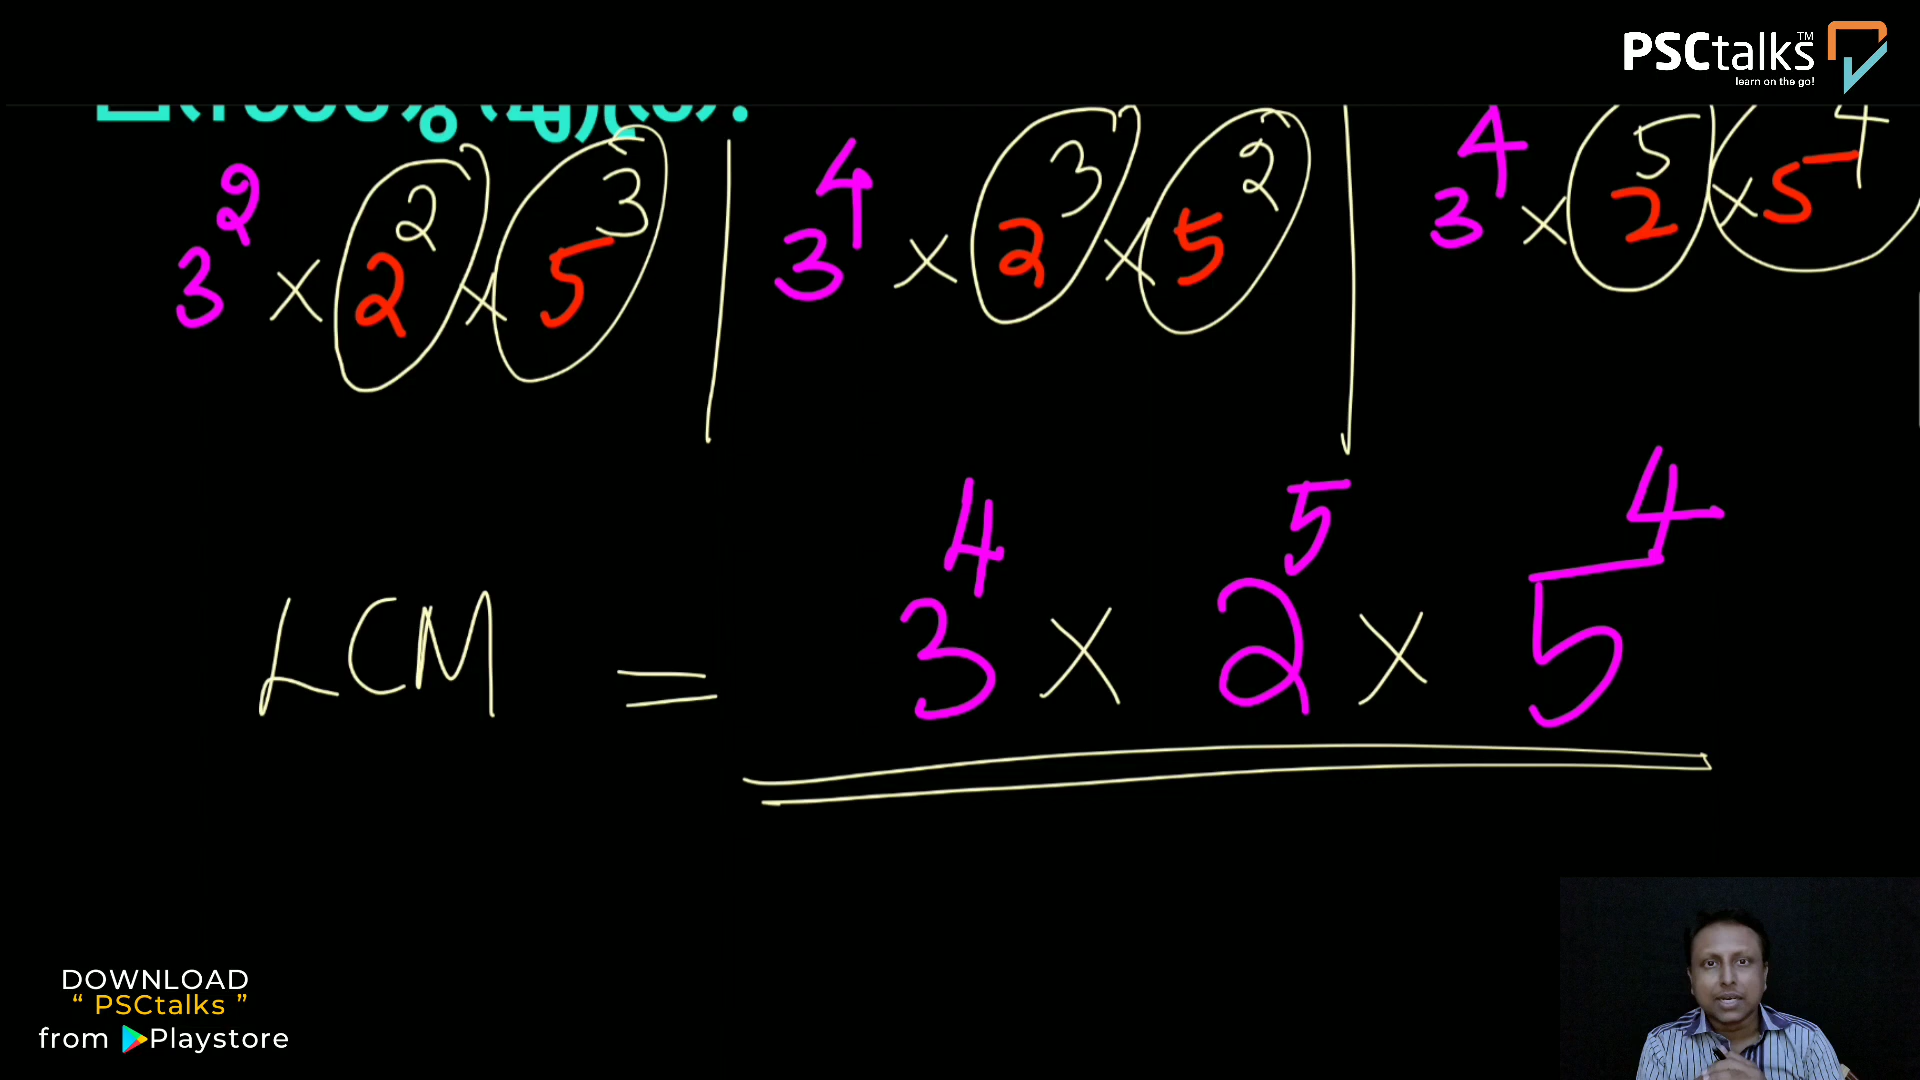 PSCtalks™
learn on the go!
3² × 2² × 5³ | 3⁴ × 2³ × 5² | 3⁴ × 2⁵ × 5⁴
LCM = 3⁴ × 2⁵ × 5⁴
DOWNLOAD
“ PSCtalks ”
from Playstore